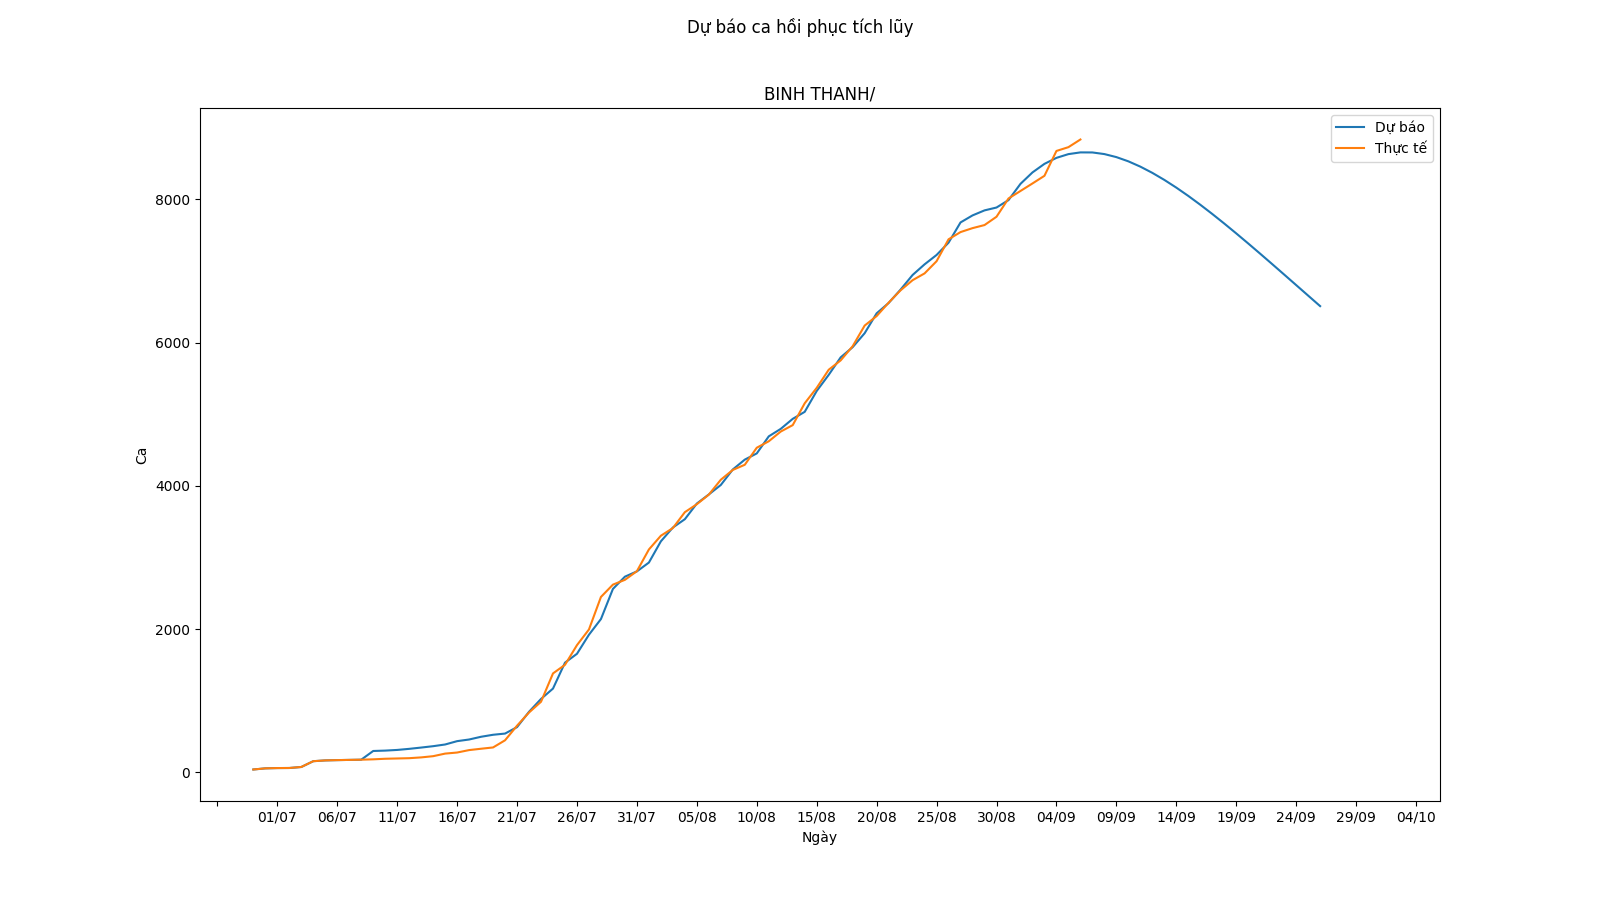 Dự báo ca hồi phục tích lũy
BINH THANH/
Dự báo
Thực tế
8000
6000
4000
2000
0
Ca
01/07 06/07 11/07 16/07 21/07 26/07 31/07 05/08 10/08 15/08 20/08 25/08 30/08 04/09 09/09 14/09 19/09 24/09 29/09 04/10
Ngày